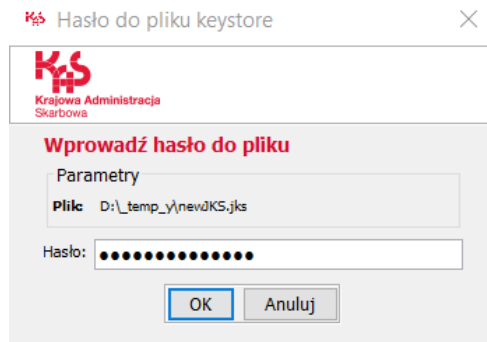 Hasło do pliku keystore
KAS
Krajowa Administracja
Skarbowa
Wprowadź hasło do pliku
Parametry
Plik: D:\_temp_y\newJKS.jks
Hasło: ●●●●●●●●●●●●●●
OK Anuluj